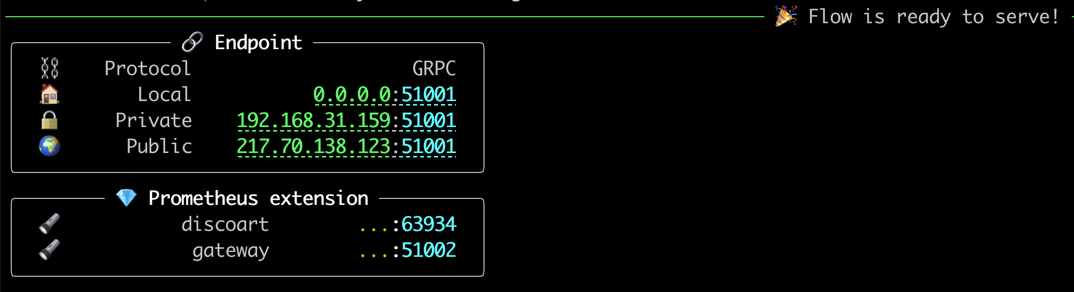 🎉 Flow is ready to serve!
🔗 Endpoint
⛓ Protocol GRPC
🏠 Local 0.0.0.0:51001
🔒 Private 192.168.31.159:51001
🌍 Public 217.70.138.123:51001
💎 Prometheus extension
🔦 discoart ...:63934
🔦 gateway ...:51002